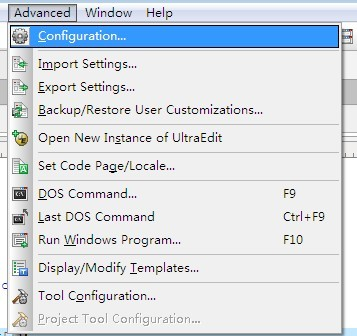 Advanced Window Help
Configuration...
Import Settings...
Export Settings...
Backup/Restore User Customizations...
Open New Instance of UltraEdit
Set Code Page/Locale...
DOS Command... F9
Last DOS Command Ctrl+F9
Run Windows Program... F10
Display/Modify Templates...
Tool Configuration...
Project Tool Configuration...